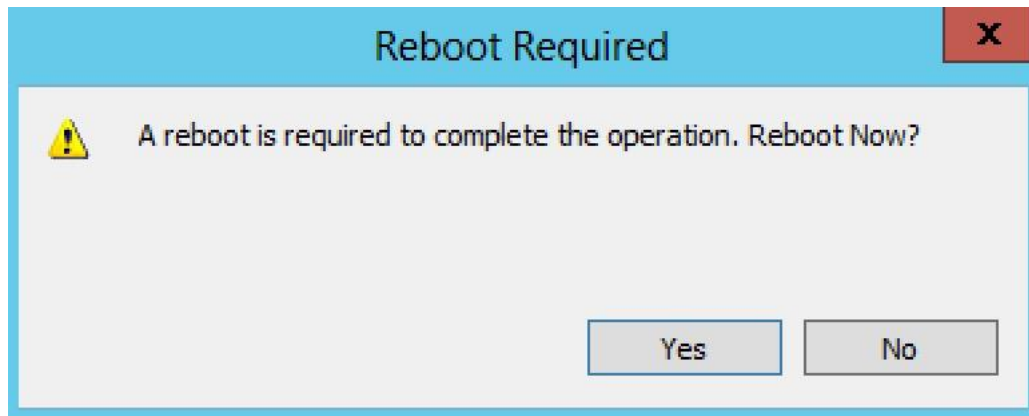 Reboot Required
x
A reboot is required to complete the operation. Reboot Now?
Yes
No